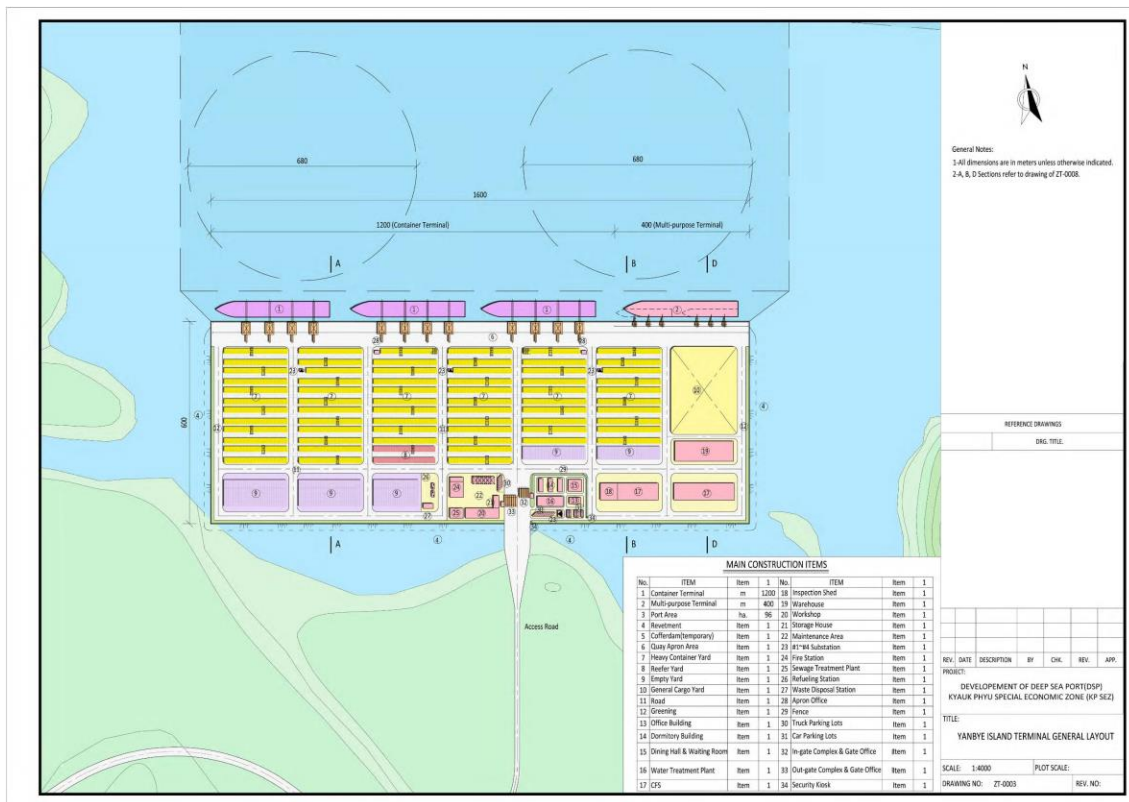 N
General Notes:
1-All dimensions are in meters unless otherwise indicated.
2-A, B, D Sections refer to drawing of ZT-0008.
680
680
1600
1200 (Container Terminal)
400 (Multi-purpose Terminal)
A
B
D
600
A
B
D
Access Road
MAIN CONSTRUCTION ITEMS
No. ITEM Item 1 No. ITEM Item 1
1 Container Terminal m 1200 18 Inspection Shed Item 1
2 Multi-purpose Terminal m 400 19 Warehouse Item 1
3 Port Area ha. 96 20 Workshop Item 1
4 Revetment Item 1 21 Storage House Item 1
5 Cofferdam(temporary) Item 1 22 Maintenance Area Item 1
6 Quay Apron Area Item 1 23 #1~#4 Substation Item 1
7 Heavy Container Yard Item 1 24 Fire Station Item 1
8 Reefer Yard Item 1 25 Sewage Treatment Plant Item 1
9 Empty Yard Item 1 26 Refueling Station Item 1
10 General Cargo Yard Item 1 27 Waste Disposal Station Item 1
11 Road Item 1 28 Apron Office Item 1
12 Greening Item 1 29 Fence Item 1
13 Office Building Item 1 30 Truck Parking Lots Item 1
14 Dormitory Building Item 1 31 Car Parking Lots Item 1
15 Dining Hall & Waiting Room Item 1 32 In-gate Complex & Gate Office Item 1
16 Water Treatment Plant Item 1 33 Out-gate Complex & Gate Office Item 1
17 CFS Item 1 34 Security Kiosk Item 1
REFERENCE DRAWINGS
DRG. TITLE.
REV. DATE DESCRIPTION BY CHK. REV. APP.
PROJECT:
DEVELOPEMENT OF DEEP SEA PORT(DSP)
KYAUK PHYU SPECIAL ECONOMIC ZONE (KP SEZ)
TITLE:
YANBYE ISLAND TERMINAL GENERAL LAYOUT
SCALE: 1:4000 PLOT SCALE:
DRAWING NO: ZT-0003 REV. NO: